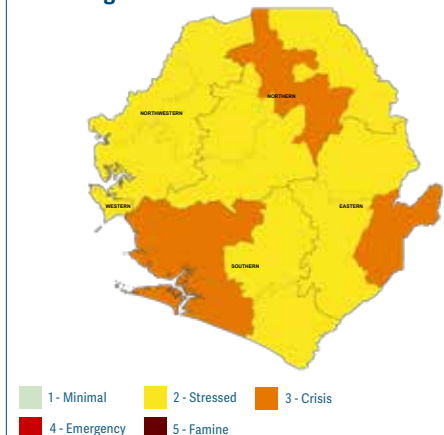 NORTHERN
NORTHWESTERN
WESTERN
EASTERN
SOUTHERN
1 - Minimal
2 - Stressed
3 - Crisis
4 - Emergency
5 - Famine